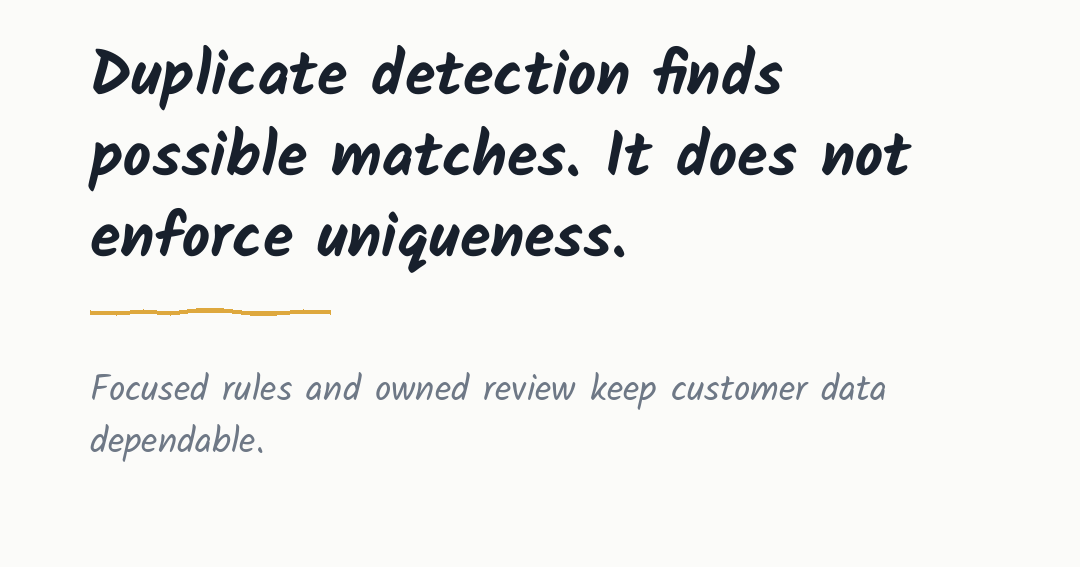 Duplicate detection finds
possible matches. It does not
enforce uniqueness.
Focused rules and owned review keep customer data
dependable.